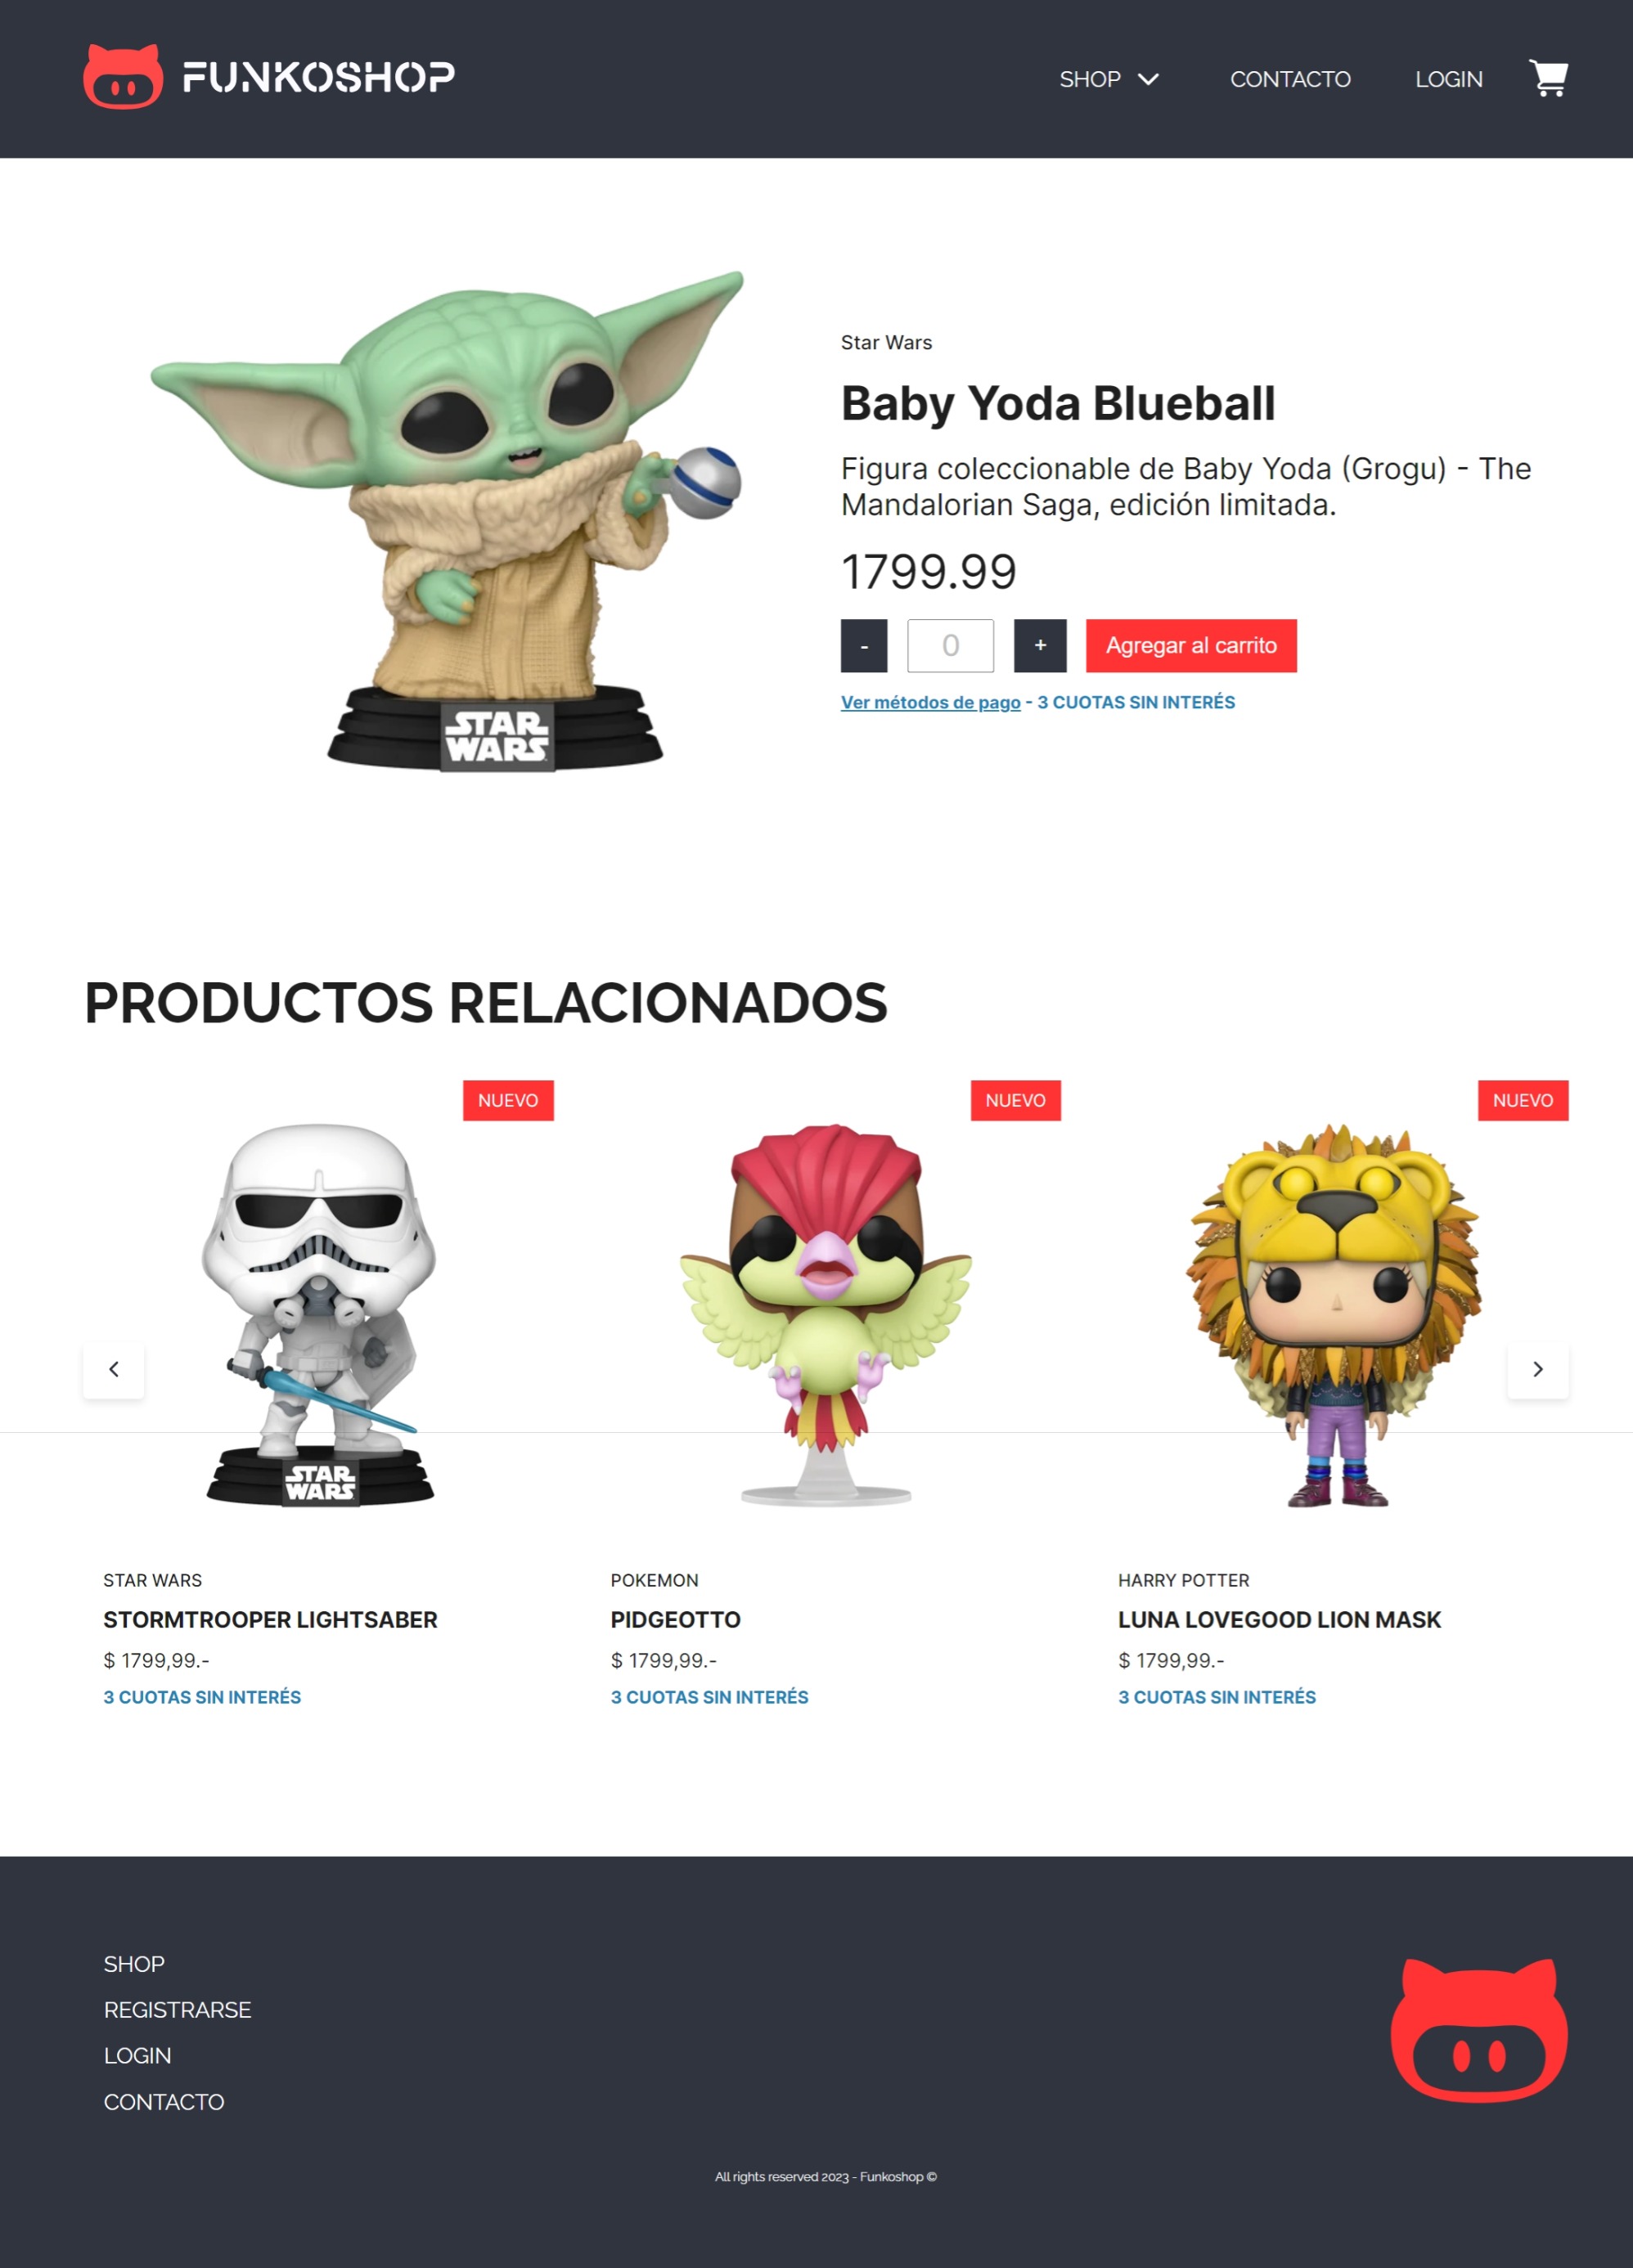 FUNKOSHOP
SHOP
CONTACTO
LOGIN
Star Wars
Baby Yoda Blueball
Figura coleccionable de Baby Yoda (Grogu) - The
Mandalorian Saga, edición limitada.
1799.99
- 0 + Agregar al carrito
Ver métodos de pago - 3 CUOTAS SIN INTERÉS
STAR
WARS
PRODUCTOS RELACIONADOS
NUEVO
NUEVO
NUEVO
STAR
WARS
STAR WARS
STORMTROOPER LIGHTSABER
$ 1799,99.-
3 CUOTAS SIN INTERÉS
POKEMON
PIDGEOTTO
$ 1799,99.-
3 CUOTAS SIN INTERÉS
HARRY POTTER
LUNA LOVEGOOD LION MASK
$ 1799,99.-
3 CUOTAS SIN INTERÉS
SHOP
REGISTRARSE
LOGIN
CONTACTO
All rights reserved 2023 - Funkoshop ©